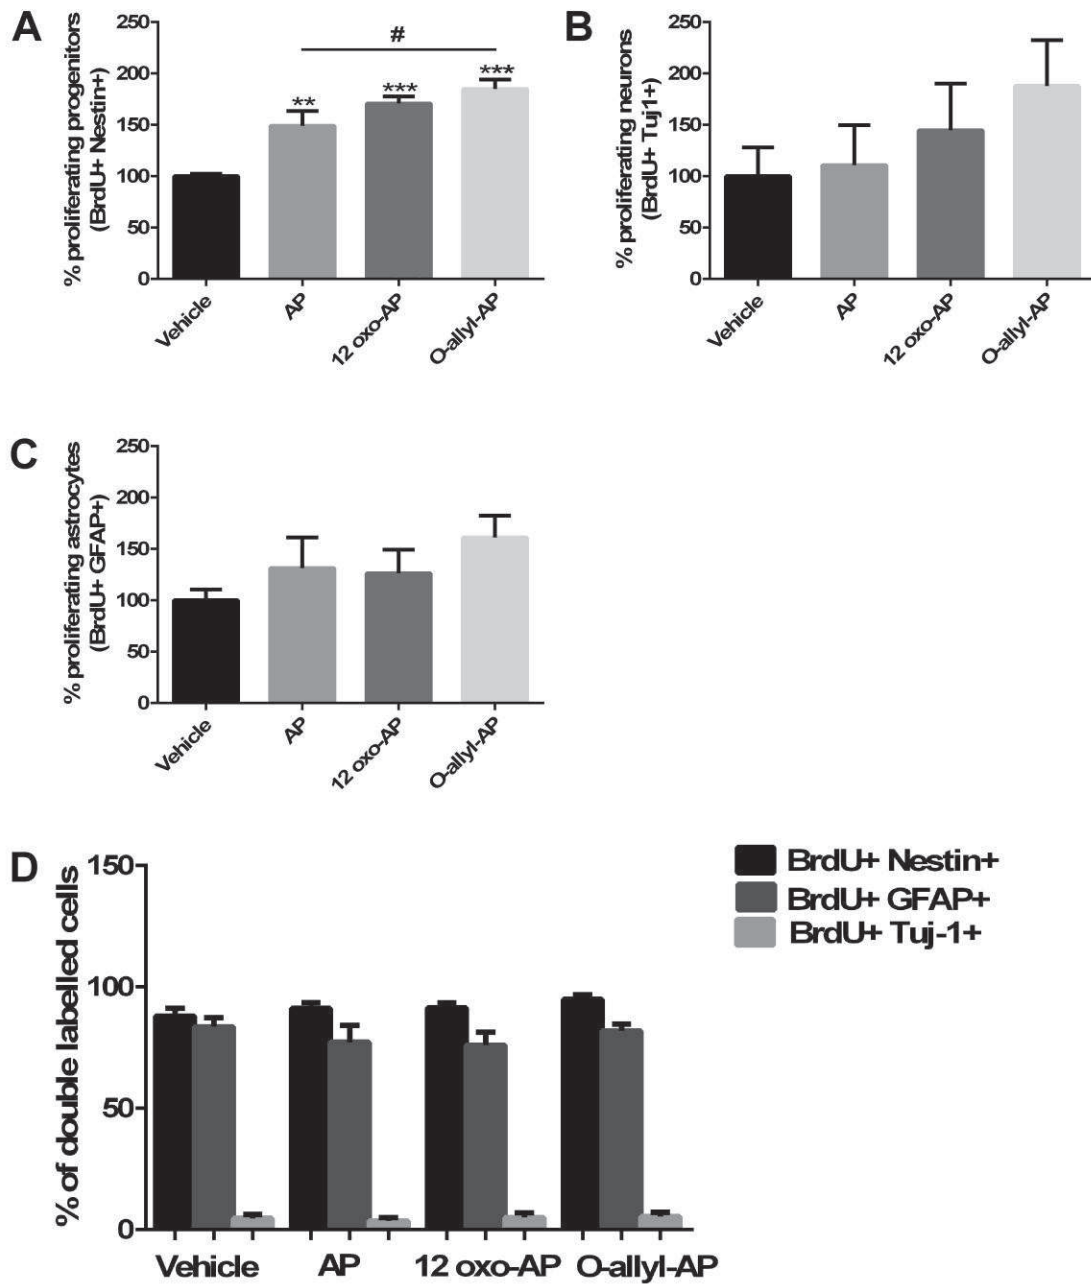 A
% proliferating progenitors
(BrdU+ Nestin+)
250
200
150
100
50
0
#
**
***
***
Vehicle
AP
12 oxo-AP
O-allyl-AP
B
% proliferating neurons
(BrdU+ Tuj1+)
250
200
150
100
50
0
Vehicle
AP
12 oxo-AP
O-allyl-AP
C
% proliferating astrocytes
(BrdU+ GFAP+)
250
200
150
100
50
0
Vehicle
AP
12 oxo-AP
O-allyl-AP
D
% of double labelled cells
150
100
50
0
Vehicle
AP
12 oxo-AP
O-allyl-AP
BrdU+ Nestin+
BrdU+ GFAP+
BrdU+ Tuj-1+